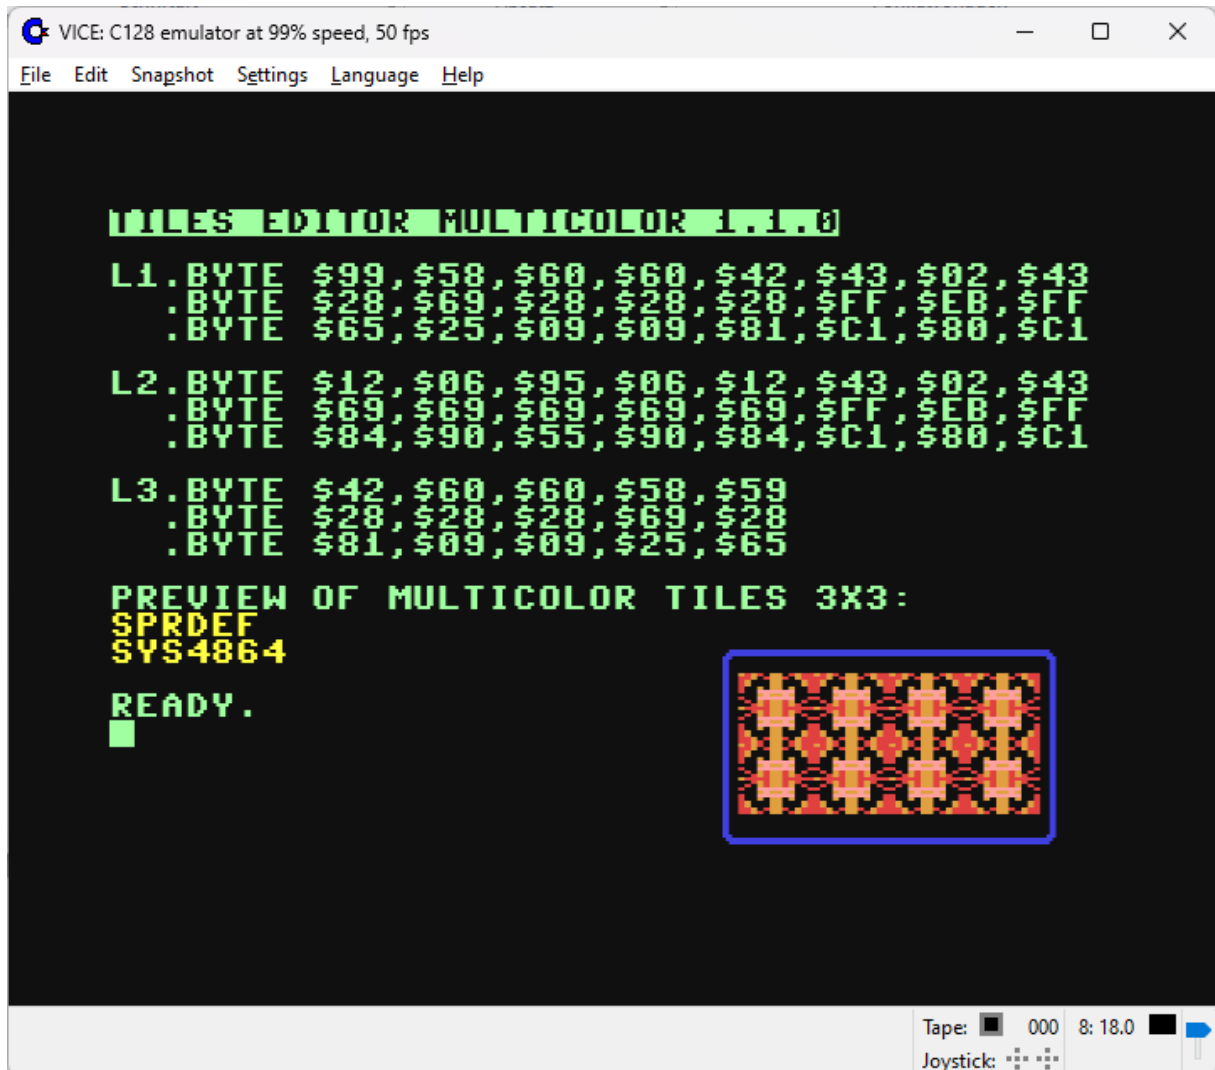 VICE: C128 emulator at 99% speed, 50 fps
File Edit Snapshot Settings Language Help
TILES EDITOR MULTICOLOR 1.1.0
L1.BYTE $99,$58,$60,$60,$42,$43,$02,$43
.BYTE $28,$69,$28,$28,$28,$FF,$EB,$FF
.BYTE $65,$25,$09,$09,$81,$C1,$80,$C1
L2.BYTE $12,$06,$95,$06,$12,$43,$02,$43
.BYTE $69,$69,$69,$69,$69,$FF,$EB,$FF
.BYTE $84,$90,$55,$90,$84,$C1,$80,$C1
L3.BYTE $42,$60,$60,$58,$59
.BYTE $28,$28,$28,$69,$28
.BYTE $81,$09,$09,$25,$65
PREVIEW OF MULTICOLOR TILES 3X3:
SPRDEF
SYS4864
READY.
Tape: 000 8: 18.0
Joystick: